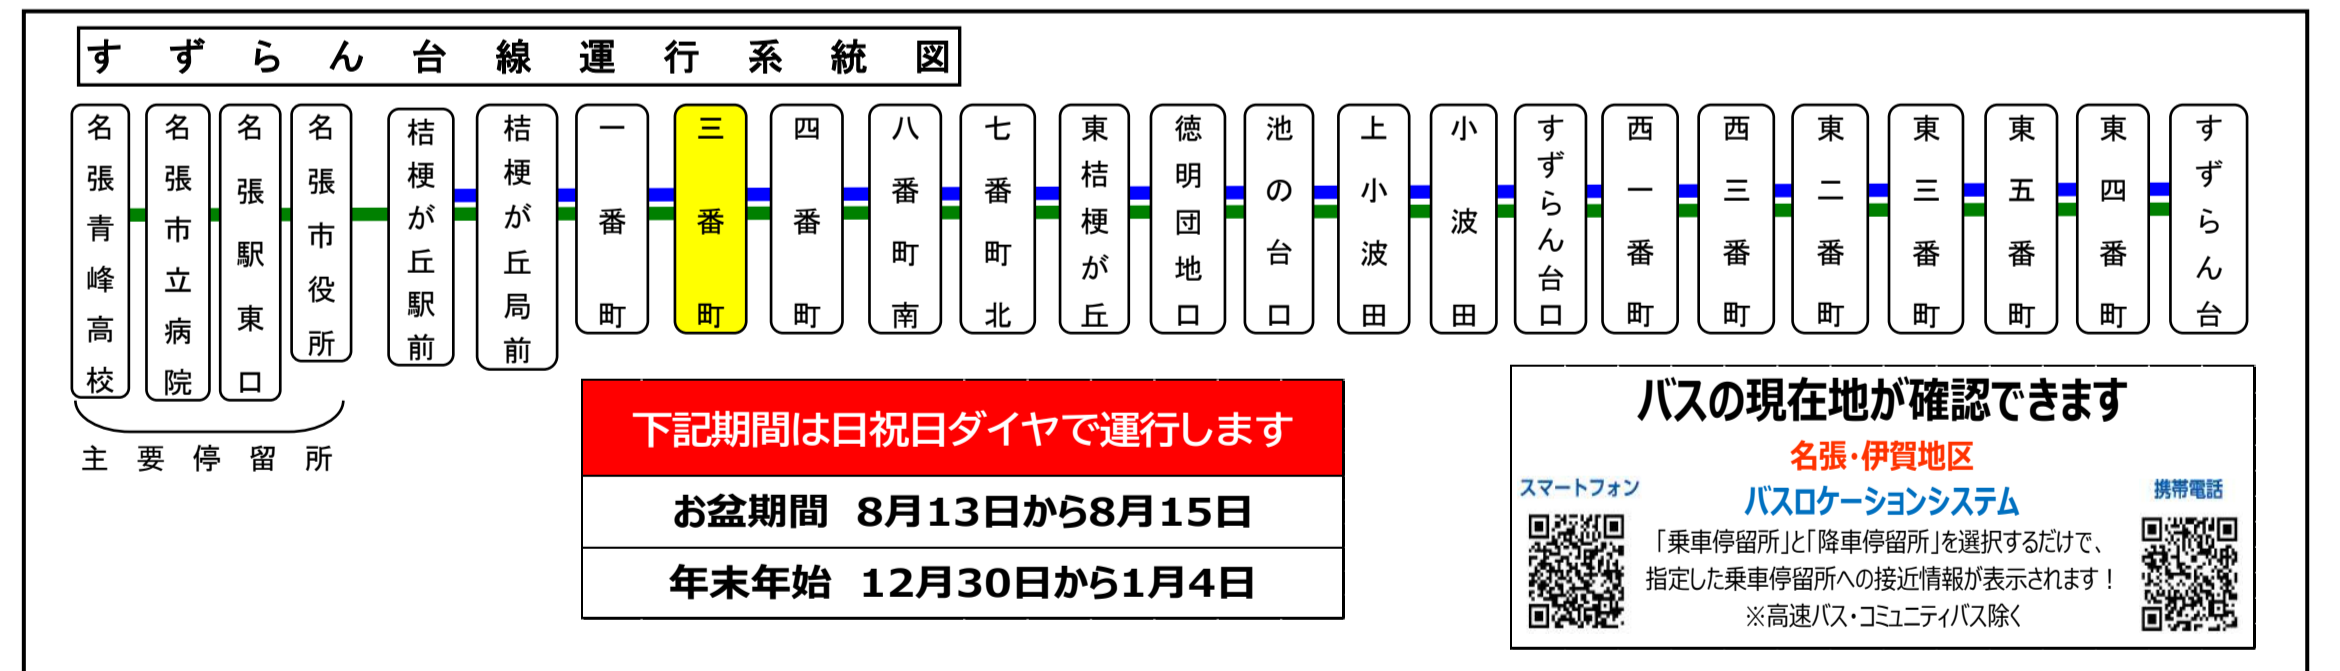 すずらん台線運行系統図
名張青峰高校
名張市立病院
名張駅東口
名張市役所
桔梗が丘駅前
桔梗が丘局前
一番町
三番町
四番町
八番町南
七番町北
東桔梗が丘
徳明団地口
池の台口
上小波田
小波田
すずらん台口
西一番町
西三番町
東二番町
東三番町
東五番町
東四番町
すずらん台
主要停留所
下記期間は日祝日ダイヤで運行します
お盆期間 8月13日から8月15日
年末年始 12月30日から1月4日
バスの現在地が確認できます
名張・伊賀地区
スマートフォン
バスロケーションシステム
携帯電話
「乗車停留所」と「降車停留所」を選択するだけで、
指定した乗車停留所への接近情報が表示されます!
※高速バス・コミュニティバス除く